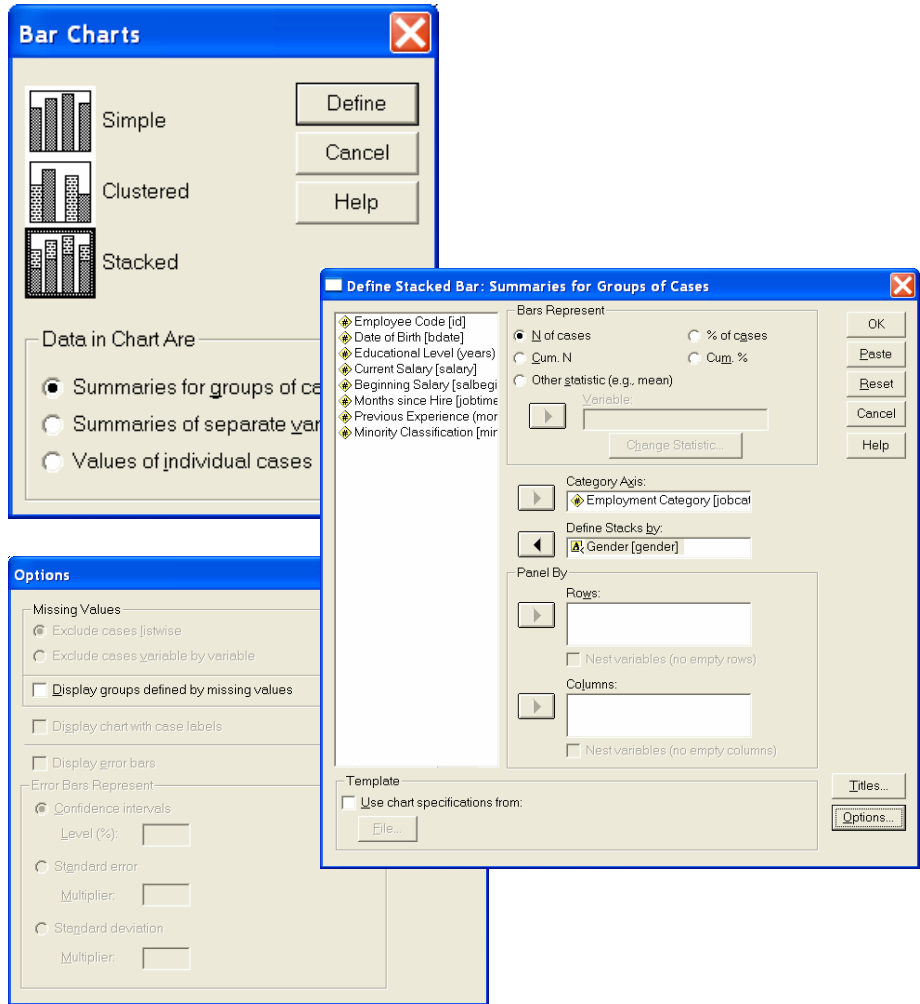 Bar Charts
Simple
Define
Cancel
Clustered
Help
Stacked
Data in Chart Are
Summaries for groups of ca
Summaries of separate var
Values of individual cases
Define Stacked Bar: Summaries for Groups of Cases
Employee Code [id]
Date of Birth [bdate]
Educational Level (years)
Current Salary [salary]
Beginning Salary [salbegi
Months since Hire [jobtime
Previous Experience (mor
Minority Classification [mir
Bars Represent
N of cases
% of cases
Cum. N
Cum. %
Other statistic (e.g., mean)
Variable:
Change Statistic...
Category Axis:
Employment Category [jobcat
Define Stacks by:
Gender [gender]
Panel By
Rows:
Nest variables (no empty rows)
Columns:
Nest variables (no empty columns)
OK
Paste
Reset
Cancel
Help
Template
Use chart specifications from:
File...
Titles...
Options...
Options
Missing Values
Exclude cases listwise
Exclude cases variable by variable
Display groups defined by missing values
Display chart with case labels
Display error bars
Error Bars Represent
Confidence intervals
Level (%):
Standard error
Multiplier:
Standard deviation
Multiplier: